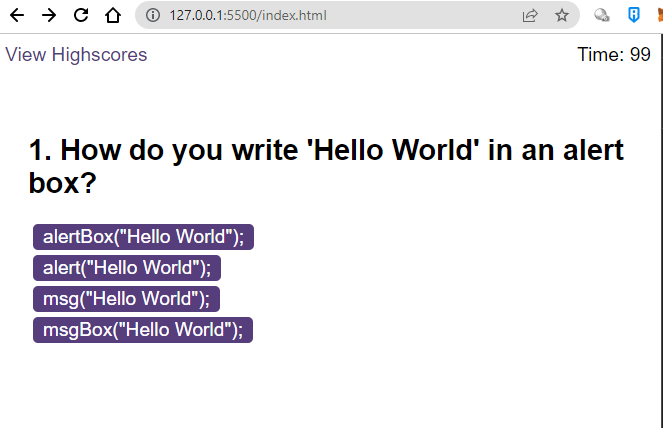 127.0.0.1:5500/index.html
View Highscores Time: 99
1. How do you write 'Hello World' in an alert
box?
alertBox("Hello World");
alert("Hello World");
msg("Hello World");
msgBox("Hello World");